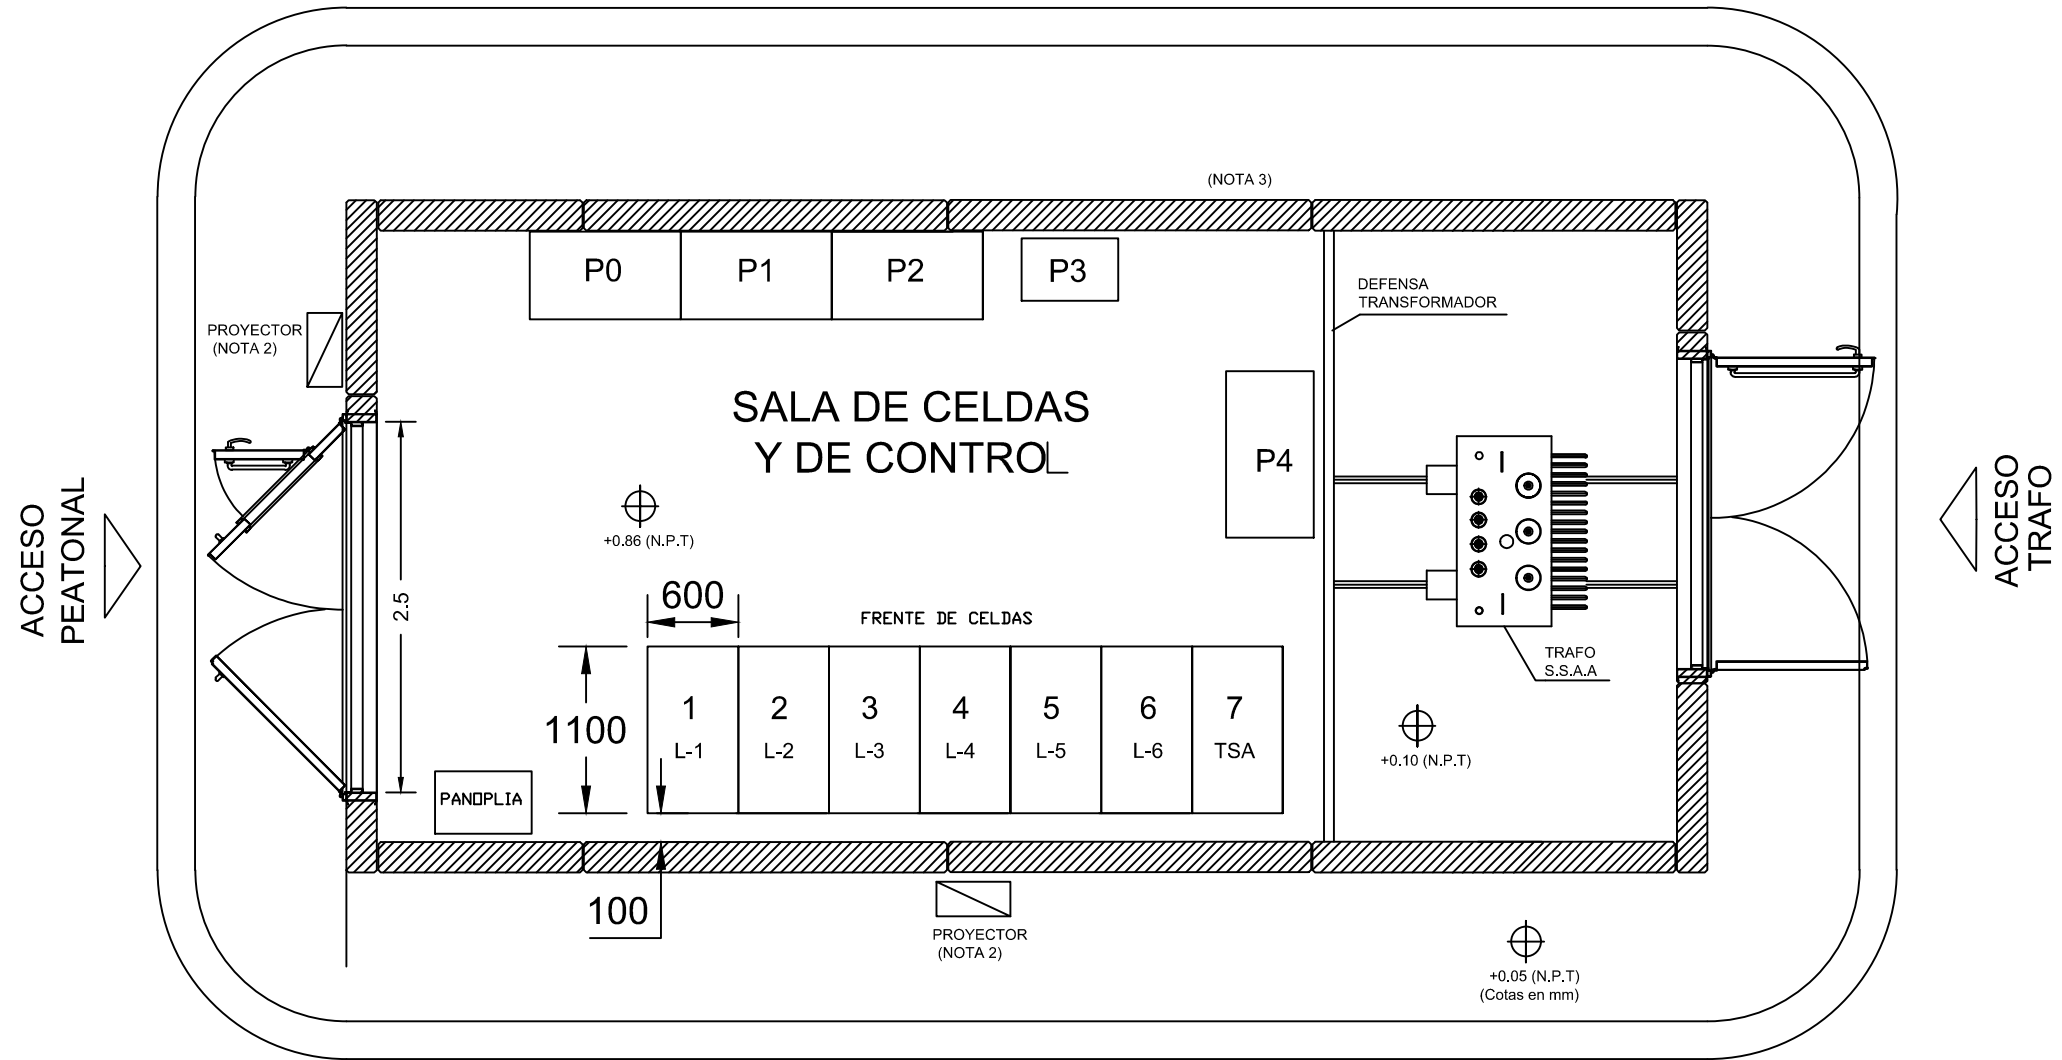 (NOTA 3)
P0
P1
P2
P3
DEFENSA
TRANSFORMADOR
PROYECTOR
(NOTA 2)
SALA DE CELDAS
Y DE CONTROL
P4
ACCESO
PEATONAL
ACCESO
TRAFO
+0.86 (N.P.T)
2.5
600
FRENTE DE CELDAS
TRAFO
S.S.A.A
1100
1
L-1
2
L-2
3
L-3
4
L-4
5
L-5
6
L-6
7
TSA
+0.10 (N.P.T)
PANOPLIA
100
PROYECTOR
(NOTA 2)
+0.05 (N.P.T)
(Cotas en mm)